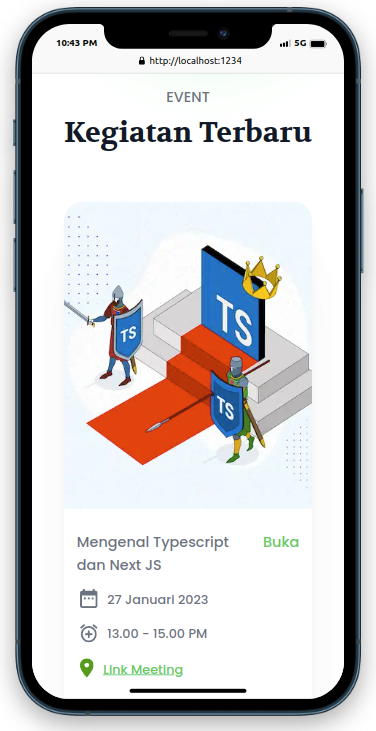 10:43 PM
5G
http://localhost:1234
EVENT
Kegiatan Terbaru
TS
TS
TS
Mengenal Typescript
dan Next JS
Buka
27 Januari 2023
13.00 - 15.00 PM
Link Meeting